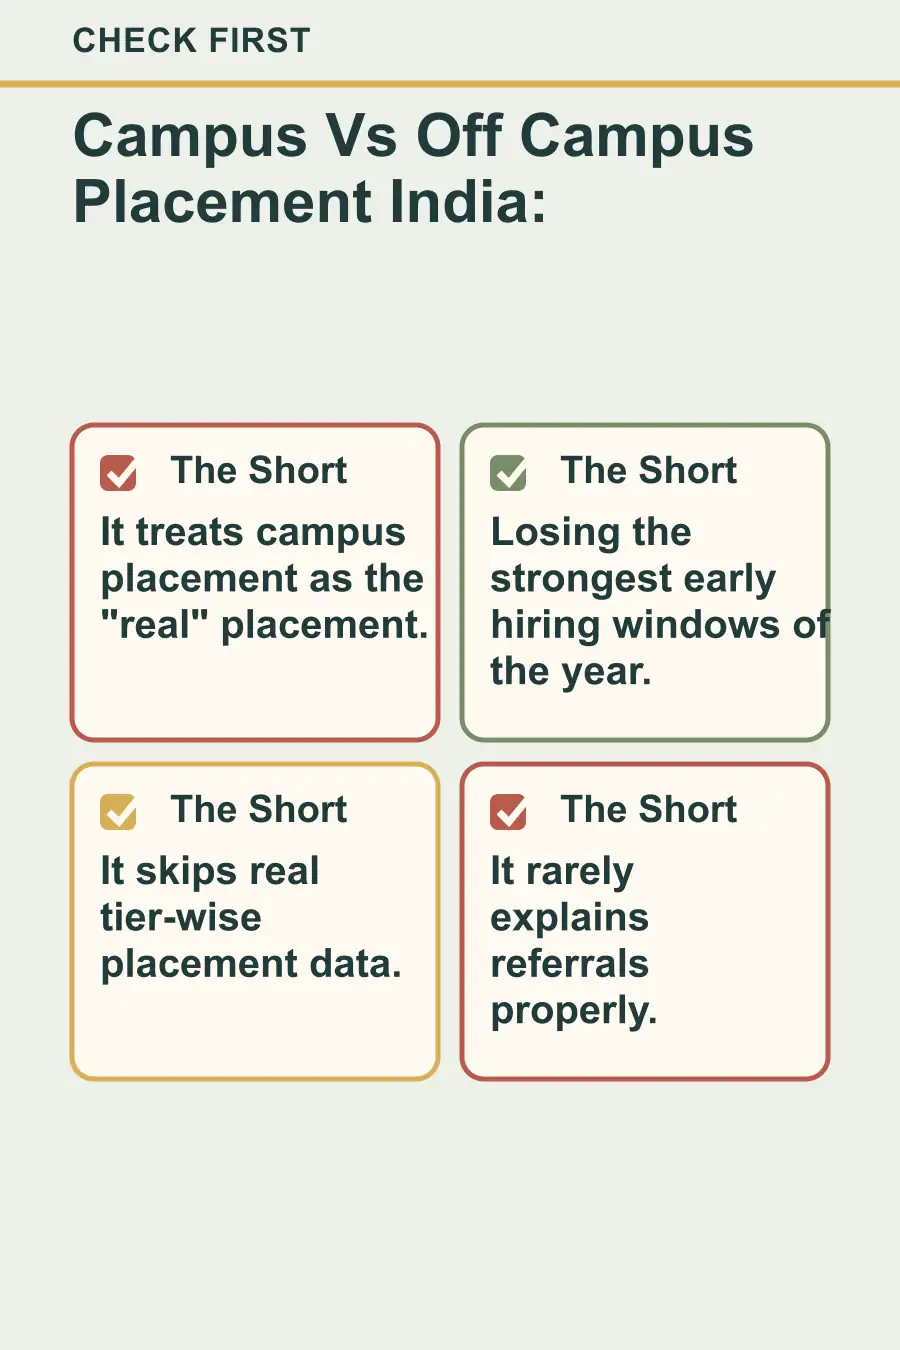 CHECK FIRST
Campus Vs Off Campus
Placement India:
The Short
It treats campus
placement as the
"real" placement.
The Short
Losing the
strongest early
hiring windows of
the year.
The Short
It skips real
tier-wise
placement data.
The Short
It rarely
explains
referrals
properly.